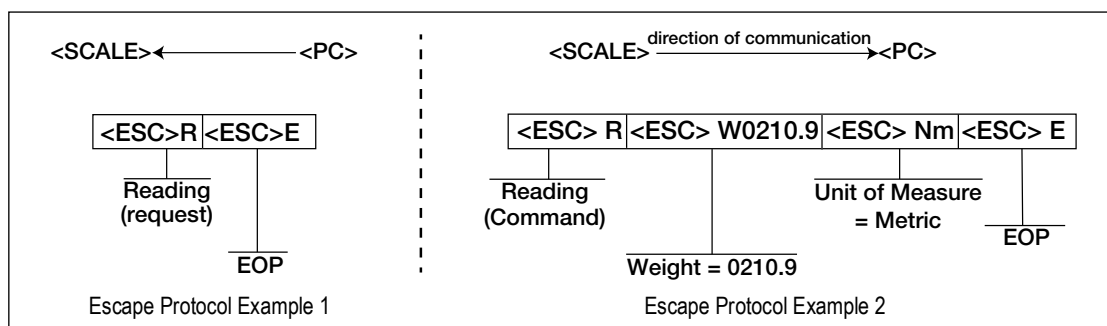 <SCALE> <PC>
<ESC>R <ESC>E
Reading
(request)
EOP
Escape Protocol Example 1
direction of communication
<SCALE> <PC>
<ESC> R <ESC> W0210.9 <ESC> Nm <ESC> E
Reading
(Command)
Unit of Measure
= Metric
EOP
Weight = 0210.9
Escape Protocol Example 2